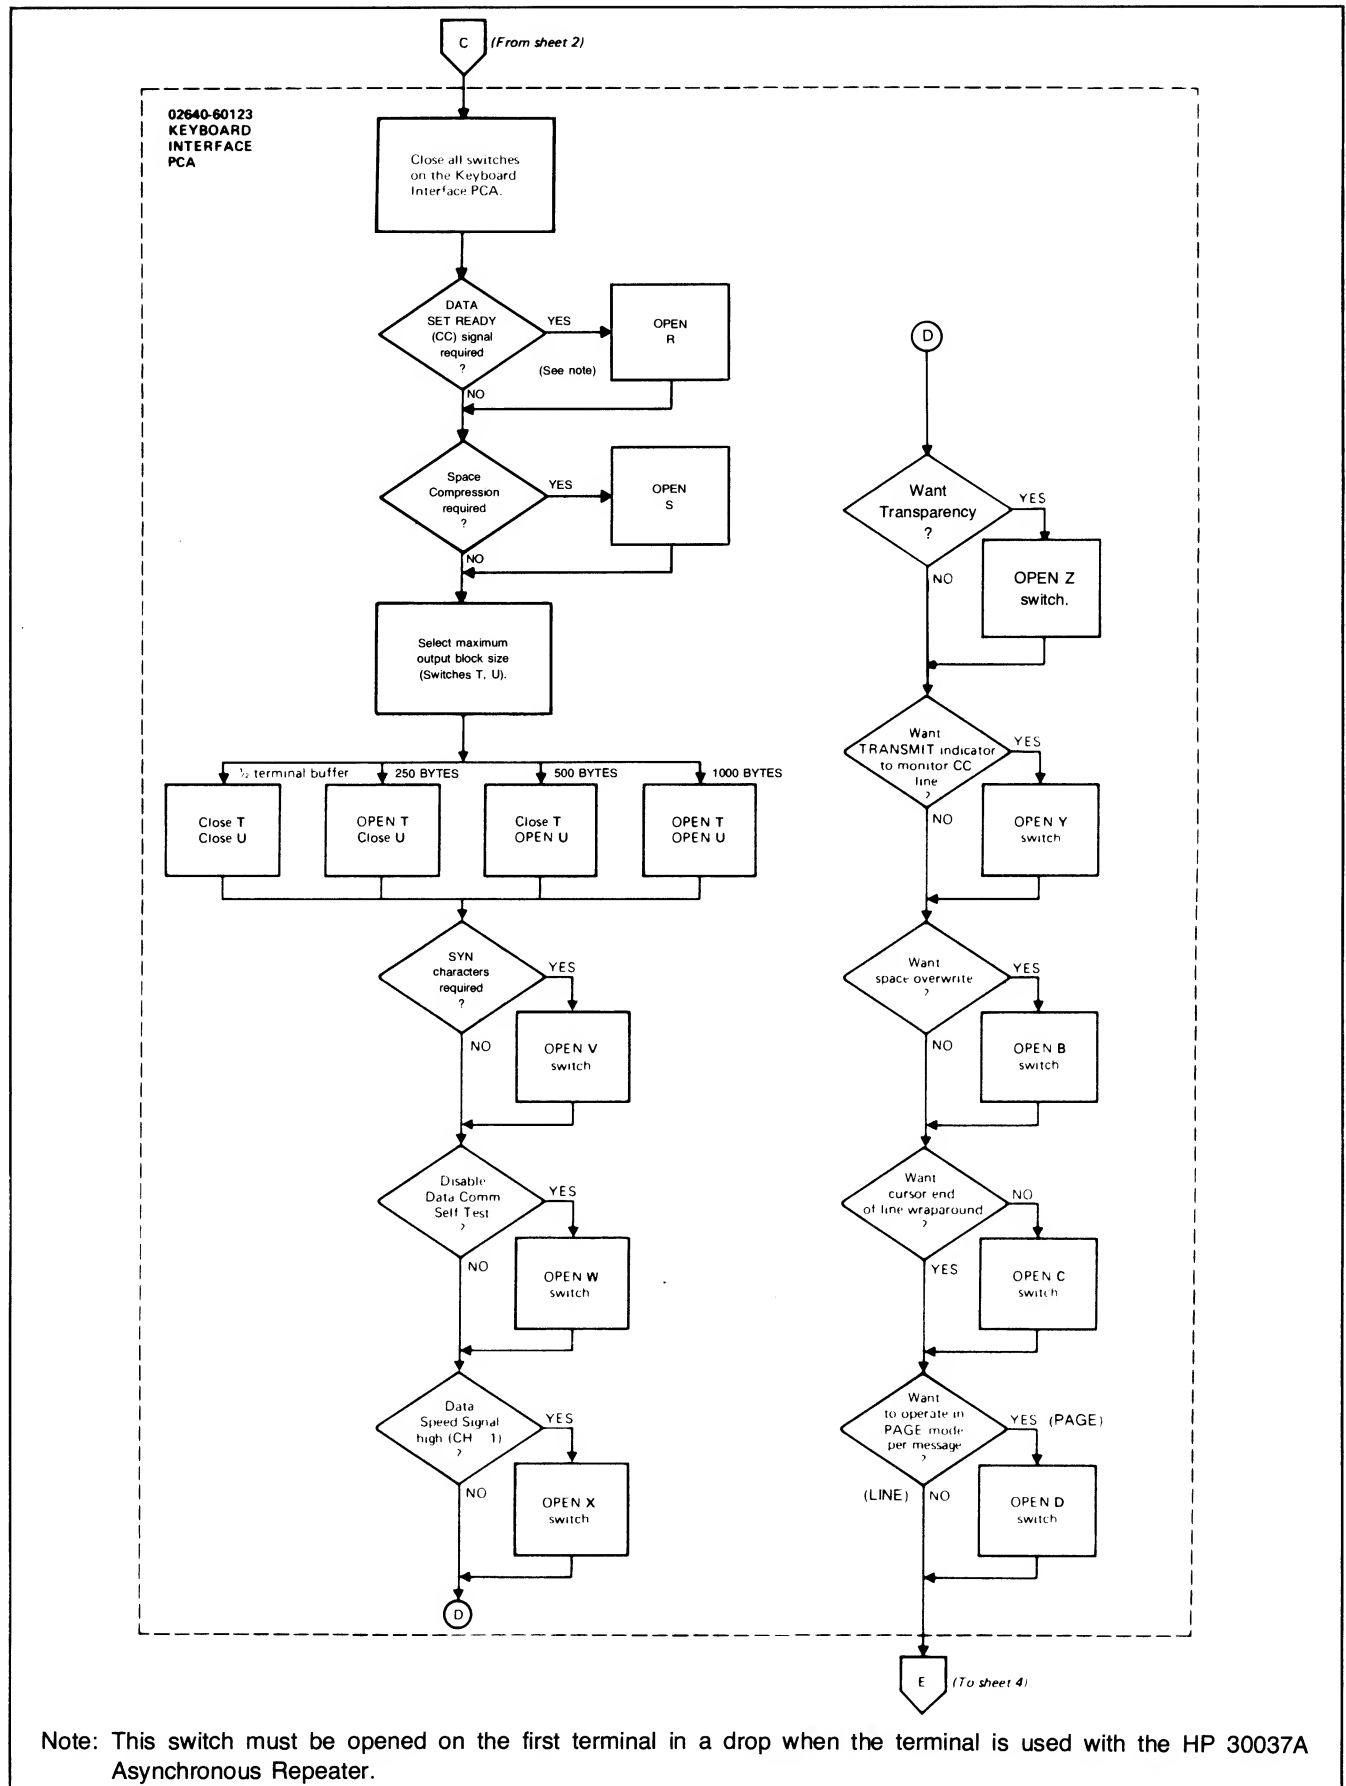 C (From sheet 2)
02640-60123
KEYBOARD
INTERFACE
PCA
Close all switches
on the Keyboard
Interface PCA.
DATA
SET READY
(CC) signal
required
?
YES
(See note)
OPEN
R
NO
Space
Compression
required
?
YES
OPEN
S
NO
Select maximum
output block size
(Switches T, U).
½ terminal buffer
250 BYTES
500 BYTES
1000 BYTES
Close T
Close U
OPEN T
Close U
Close T
OPEN U
OPEN T
OPEN U
SYN
characters
required
?
YES
NO
OPEN V
switch
Disable
Data Comm
Self Test
?
YES
NO
OPEN W
switch
Data
Speed Signal
high (CH 1)
?
YES
NO
OPEN X
switch
D
D
Want
Transparency
?
YES
NO
OPEN Z
switch.
Want
TRANSMIT indicator
to monitor CC
line
?
YES
NO
OPEN Y
switch
Want
space overwrite
?
YES
NO
OPEN B
switch
Want
cursor end
of line wraparound
?
NO
YES
OPEN C
switch
Want
to operate in
PAGE mode
per message
?
YES (PAGE)
(LINE) NO
OPEN D
switch
E (To sheet 4)
Note: This switch must be opened on the first terminal in a drop when the terminal is used with the HP 30037A
Asynchronous Repeater.